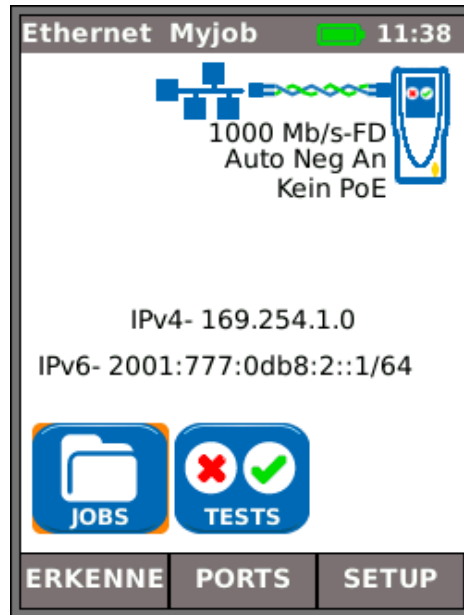 Ethernet Myjob 11:38
1000 Mb/s-FD
Auto Neg An
Kein PoE
IPv4- 169.254.1.0
IPv6- 2001:777:0db8:2::1/64
JOBS TESTS
ERKENNE PORTS SETUP